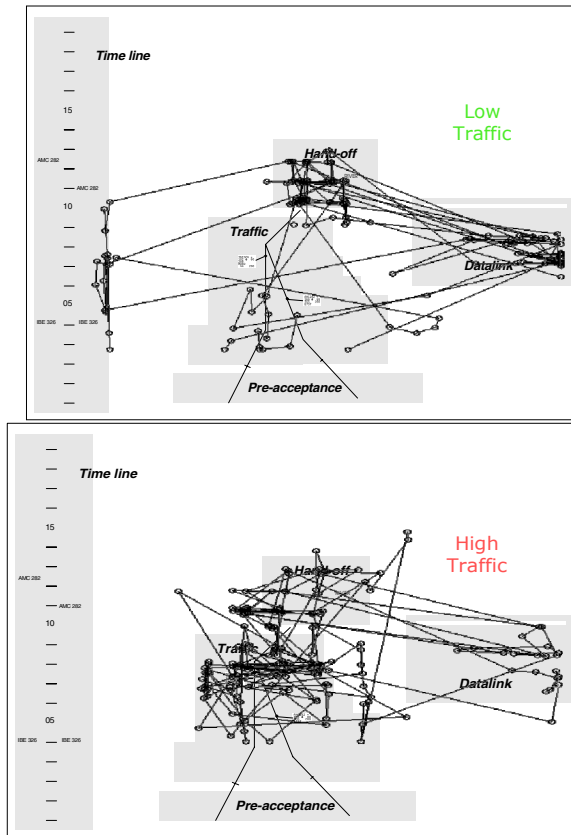 Time line
15
Low
Traffic
AMC 282
Hand-off
AMC 282
10
Traffic
Datalink
05
IBE 326
IBE 326
Pre-acceptance
Time line
15
High
Traffic
AMC 282
Hand-off
AMC 282
10
Traffic
Datalink
05
IBE 326
IBE 326
Pre-acceptance